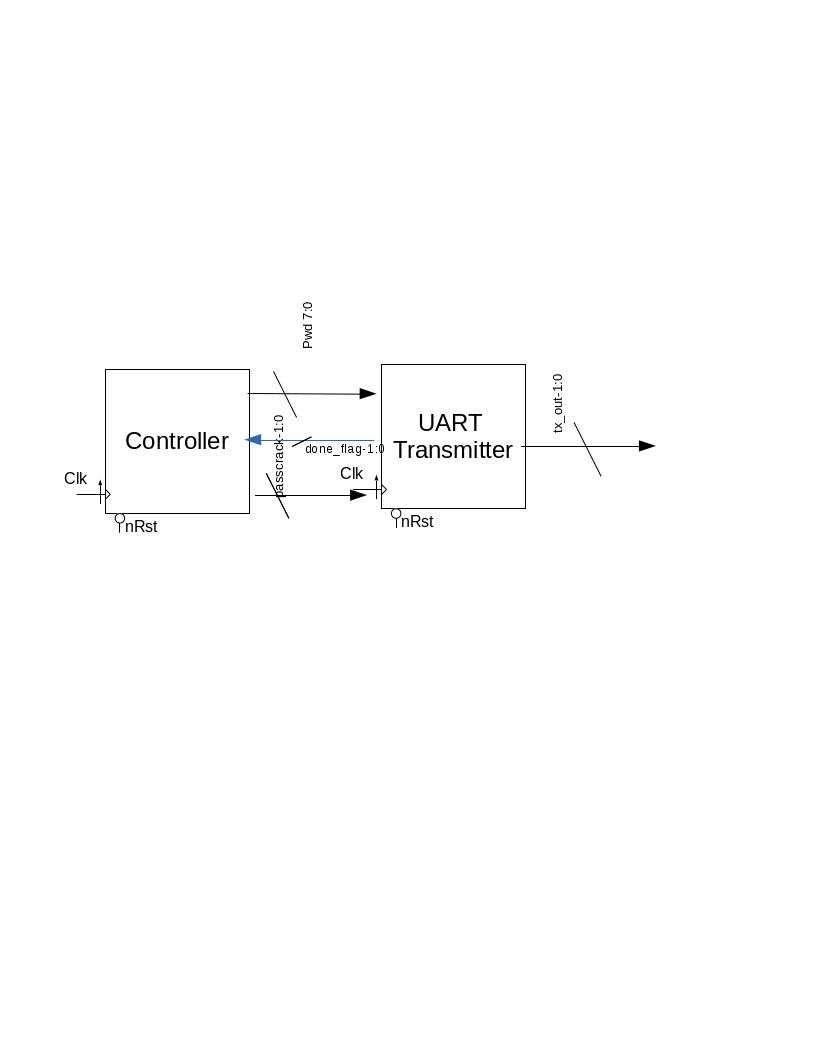 Pwd 7:0
tx_out-1:0
Controller
passcrack-1:0
done_flag-1:0
UART
Transmitter
Clk
nRst
Clk
nRst